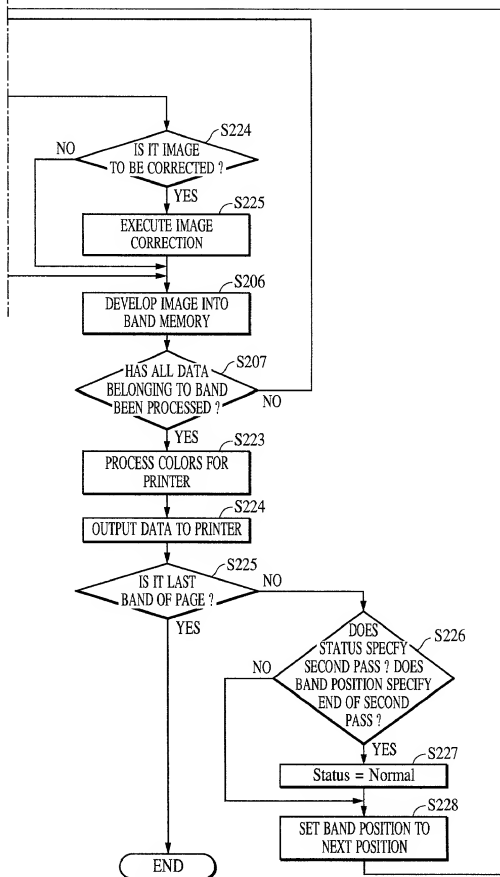 S224
NO
IS IT IMAGE
TO BE CORRECTED ?
YES
S225
EXECUTE IMAGE
CORRECTION
S206
DEVELOP IMAGE INTO
BAND MEMORY
S207
HAS ALL DATA
BELONGING TO BAND
BEEN PROCESSED ?
NO
YES
S223
PROCESS COLORS FOR
PRINTER
S224
OUTPUT DATA TO PRINTER
S225
IS IT LAST
BAND OF PAGE ?
NO
YES
S226
DOES
STATUS SPECFY
SECOND PASS ? DOES
BAND POSITION SPECIFY
END OF SECOND
PASS ?
NO
YES
S227
Status = Normal
S228
SET BAND POSITION TO
NEXT POSITION
END